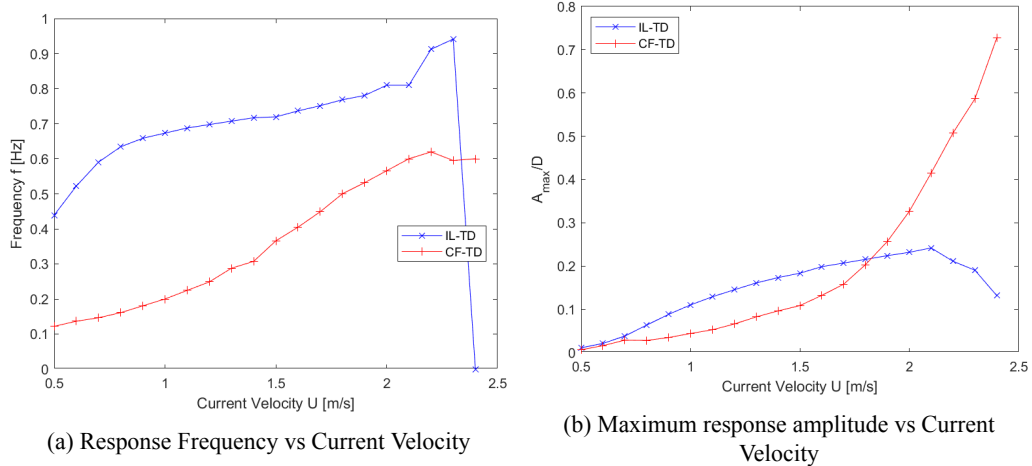 1
0.9
0.8
0.7
0.6
0.5
0.4
0.3
0.2
0.1
0
Frequency f [Hz]
IL-TD
CF-TD
0.5 1 1.5 2 2.5
Current Velocity U [m/s]
(a) Response Frequency vs Current Velocity
0.8
0.7
0.6
0.5
0.4
0.3
0.2
0.1
0
A_max/D
IL-TD
CF-TD
0.5 1 1.5 2 2.5
Current Velocity U [m/s]
(b) Maximum response amplitude vs Current
Velocity